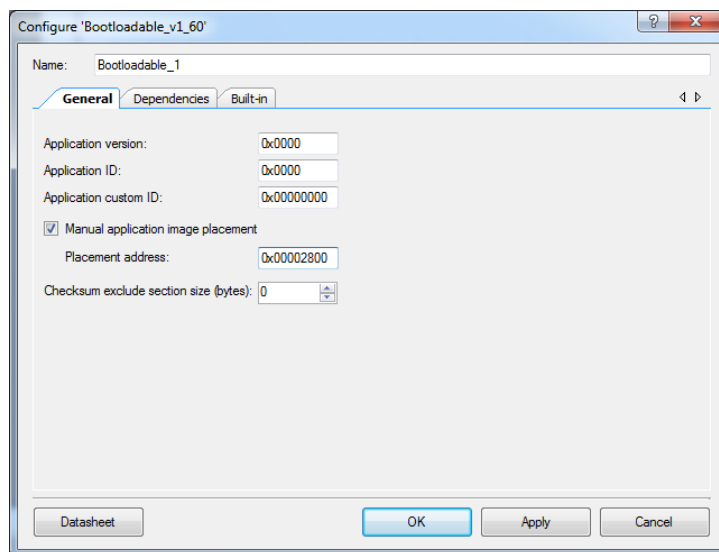 Configure 'Bootloadable_v1_60'
Name: Bootloadable_1
General Dependencies Built-in
Application version: 0x0000
Application ID: 0x0000
Application custom ID: 0x00000000
Manual application image placement
Placement address: 0x00002800
Checksum exclude section size (bytes): 0
Datasheet OK Apply Cancel